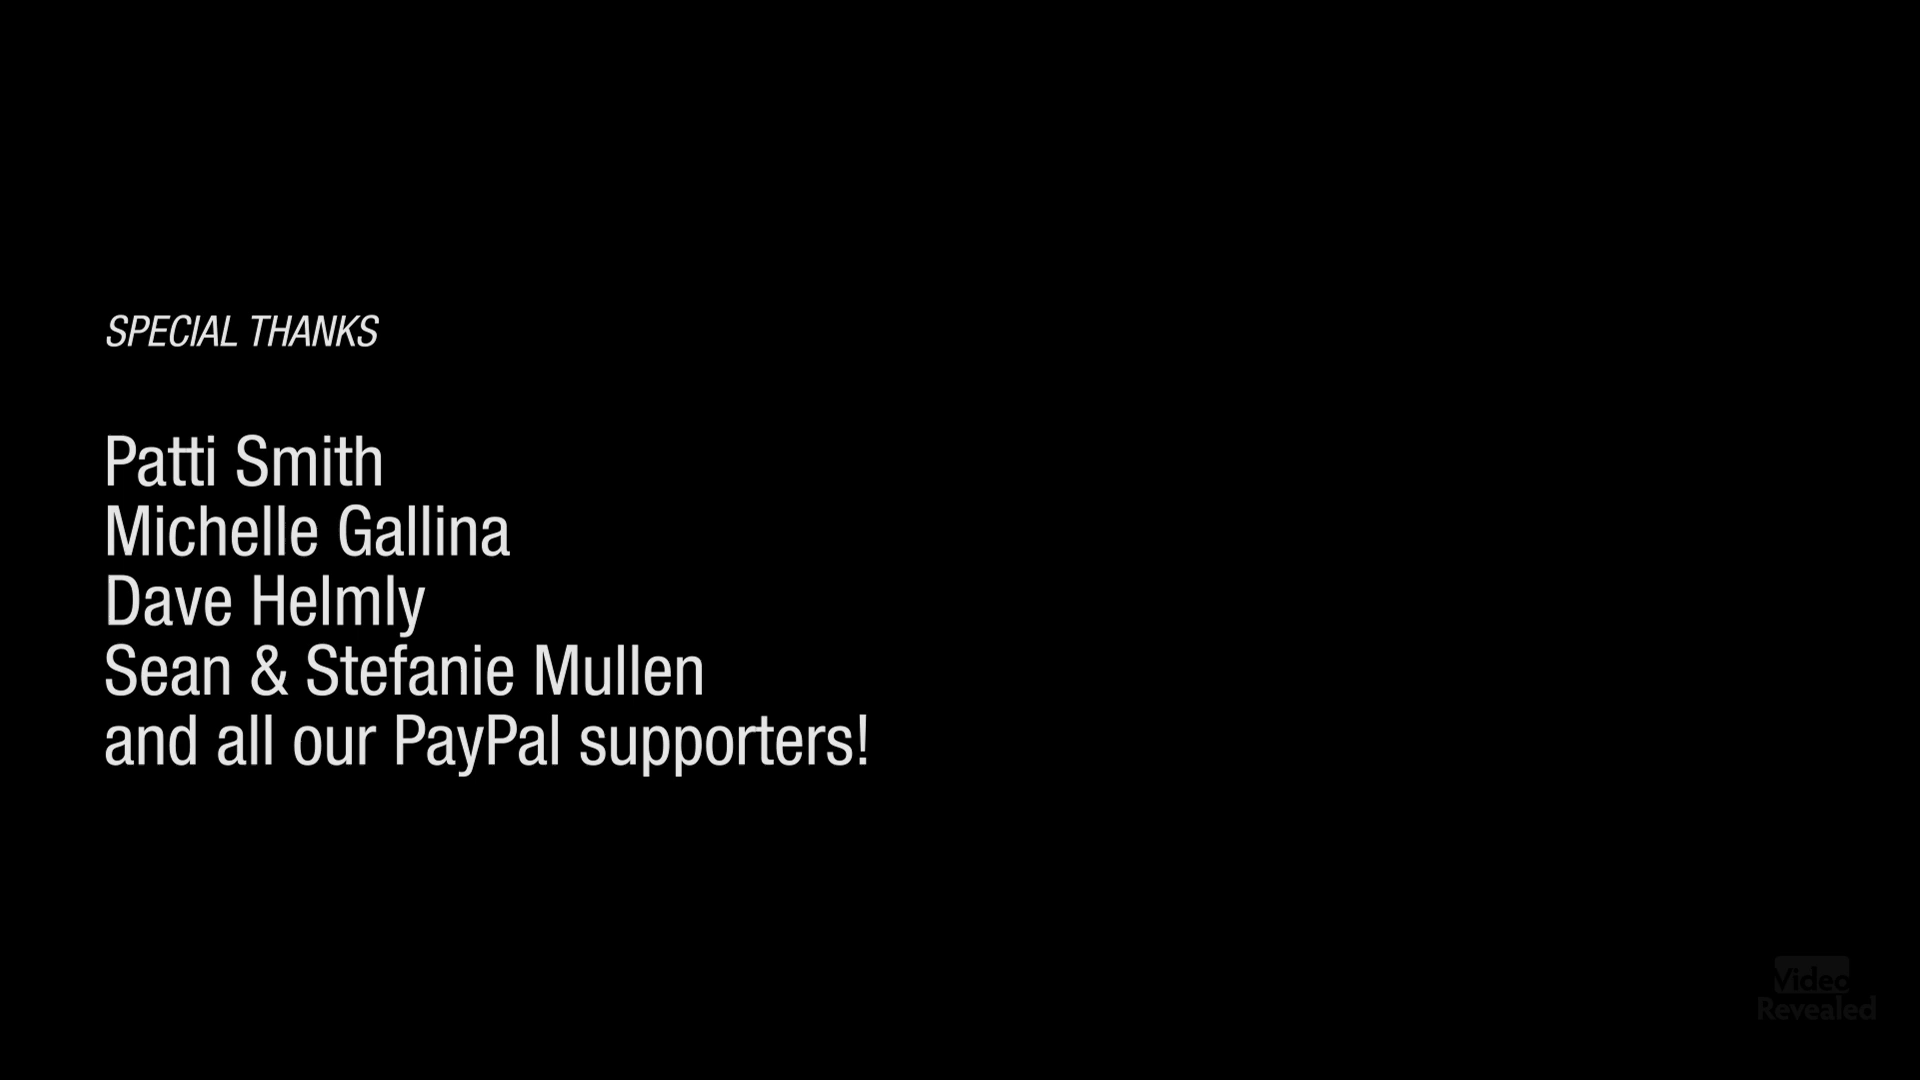 SPECIAL THANKS
Patti Smith
Michelle Gallina
Dave Helmly
Sean & Stefanie Mullen
and all our PayPal supporters!
Video
Revealed